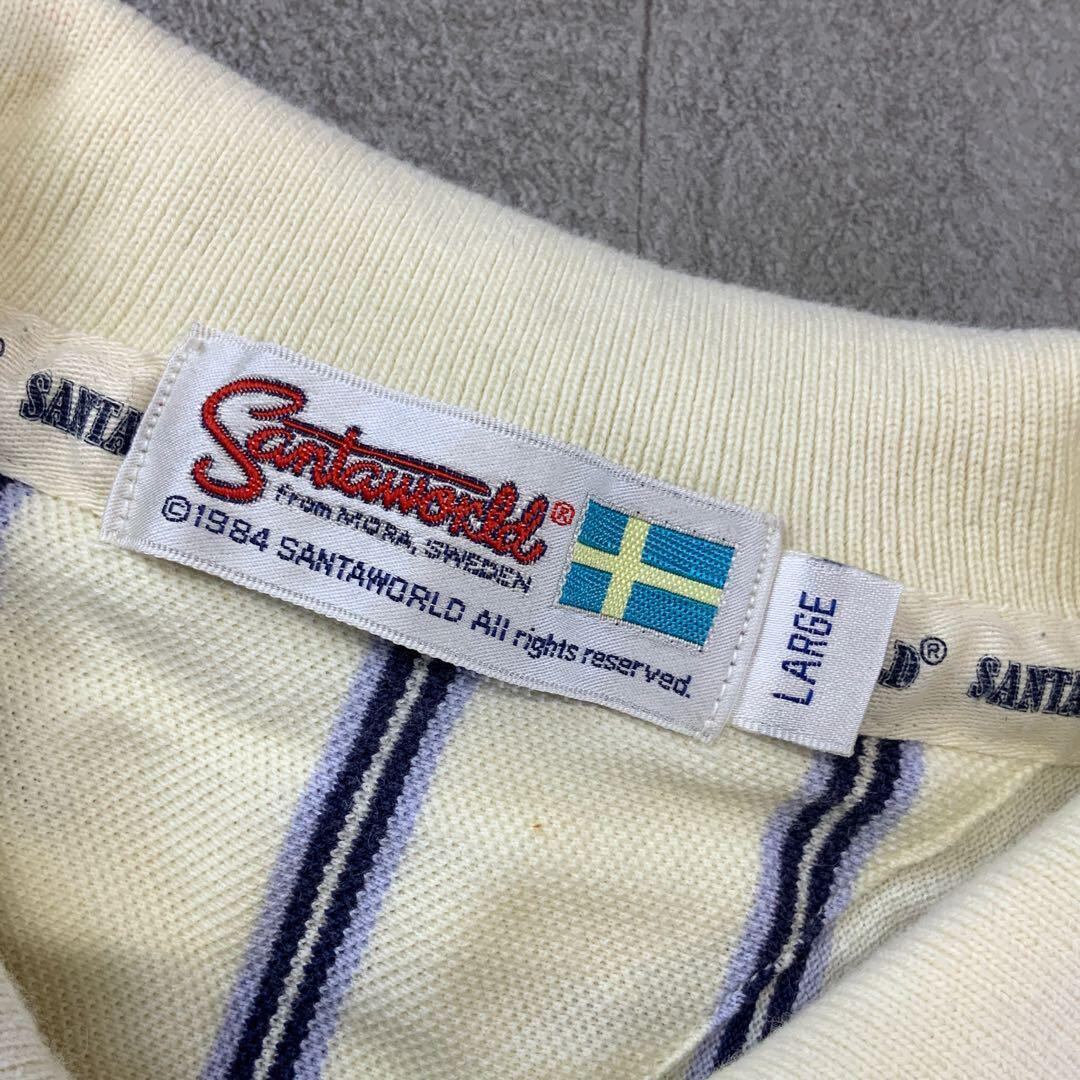 Santaworld®
from MORA, SWEDEN
©1984 SANTAWORLD All rights reserved.
LARGE
®
SANTA
D®
SANTA